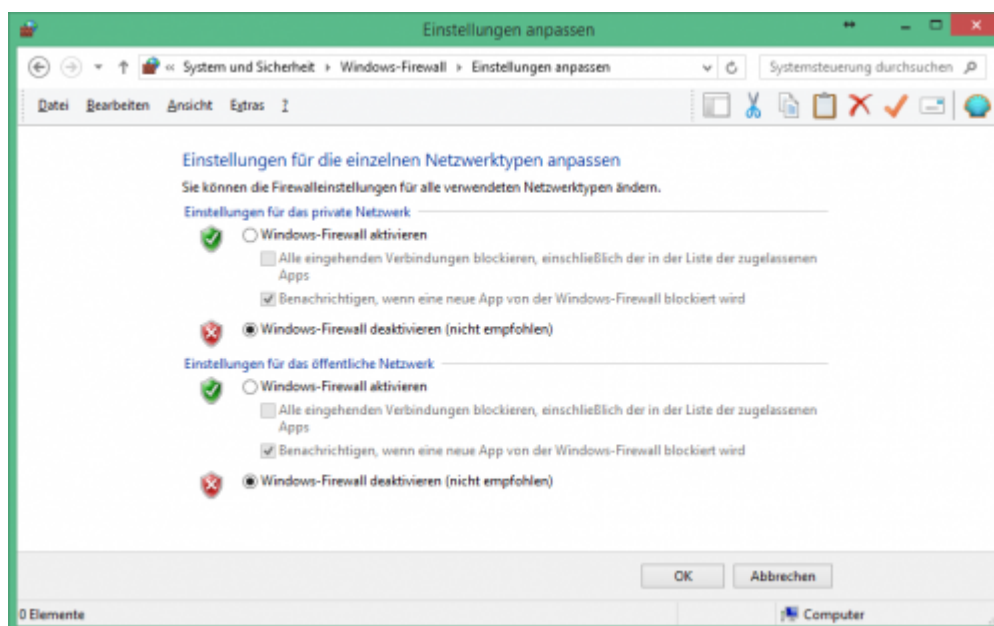 Einstellungen anpassen
« System und Sicherheit Windows-Firewall Einstellungen anpassen Systemsteuerung durchsuchen
Datei Bearbeiten Ansicht Extras ?
Einstellungen für die einzelnen Netzwerktypen anpassen
Sie können die Firewalleinstellungen für alle verwendeten Netzwerktypen ändern.
Einstellungen für das private Netzwerk
Windows-Firewall aktivieren
Alle eingehenden Verbindungen blockieren, einschließlich der in der Liste der zugelassenen
Apps
Benachrichtigen, wenn eine neue App von der Windows-Firewall blockiert wird
Windows-Firewall deaktivieren (nicht empfohlen)
Einstellungen für das öffentliche Netzwerk
Windows-Firewall aktivieren
Alle eingehenden Verbindungen blockieren, einschließlich der in der Liste der zugelassenen
Apps
Benachrichtigen, wenn eine neue App von der Windows-Firewall blockiert wird
Windows-Firewall deaktivieren (nicht empfohlen)
OK Abbrechen
0 Elemente Computer